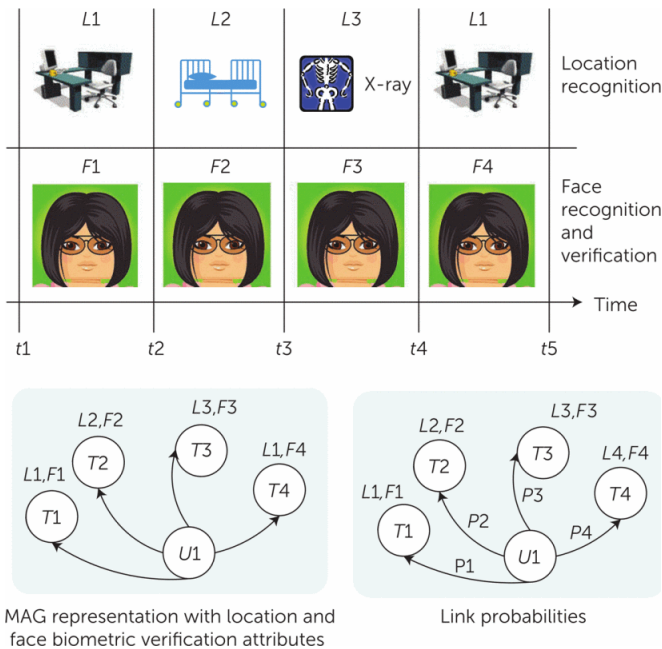 L1 L2 L3 L1
X-ray
Location
recognition
F1 F2 F3 F4
Face
recognition
and
verification
Time
t1 t2 t3 t4 t5
L3,F3 L3,F3
L2,F2 L2,F2
L1,F4 L4,F4
T3 T3
T2 T2
L1,F1 L1,F1
T4 T4
P3
T1 T1
P2 P4
U1 U1
P1
MAG representation with location and
face biometric verification attributes
Link probabilities